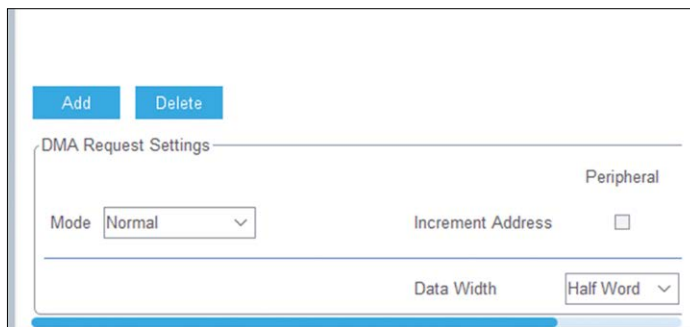 Add Delete
DMA Request Settings
Peripheral
Mode Normal Increment Address
Data Width Half Word